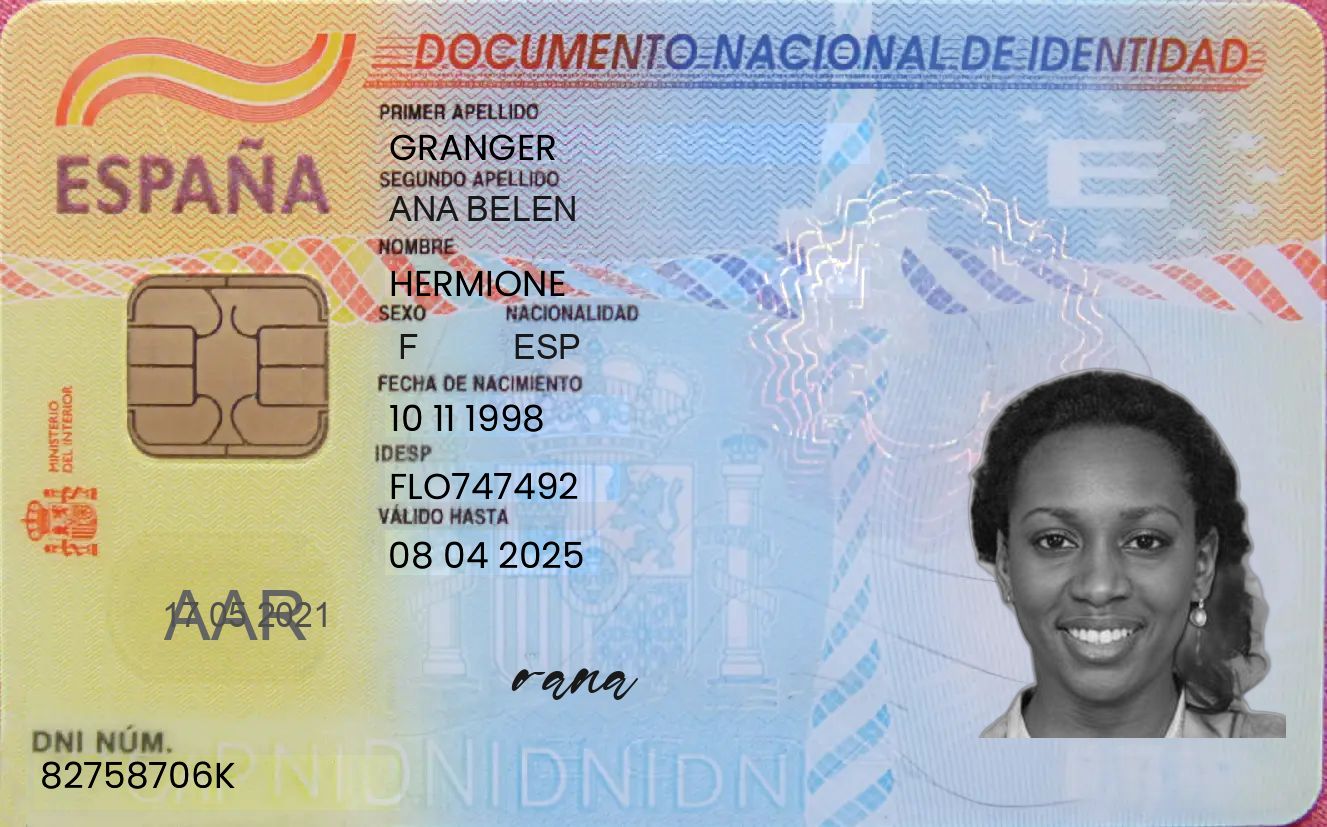 DOCUMENTO NACIONAL DE IDENTIDAD
ESPAÑA
PRIMER APELLIDO
GRANGER
SEGUNDO APELLIDO
ANA BELEN
NOMBRE
HERMIONE
SEXO NACIONALIDAD
F ESP
FECHA DE NACIMIENTO
10 11 1998
IDESP
FLO747492
VÁLIDO HASTA
08 04 2025
MINISTERIO
DEL INTERIOR
AAR
17 05 2021
rana
DNI NÚM.
82758706K
E
DNIDNIDNIDN